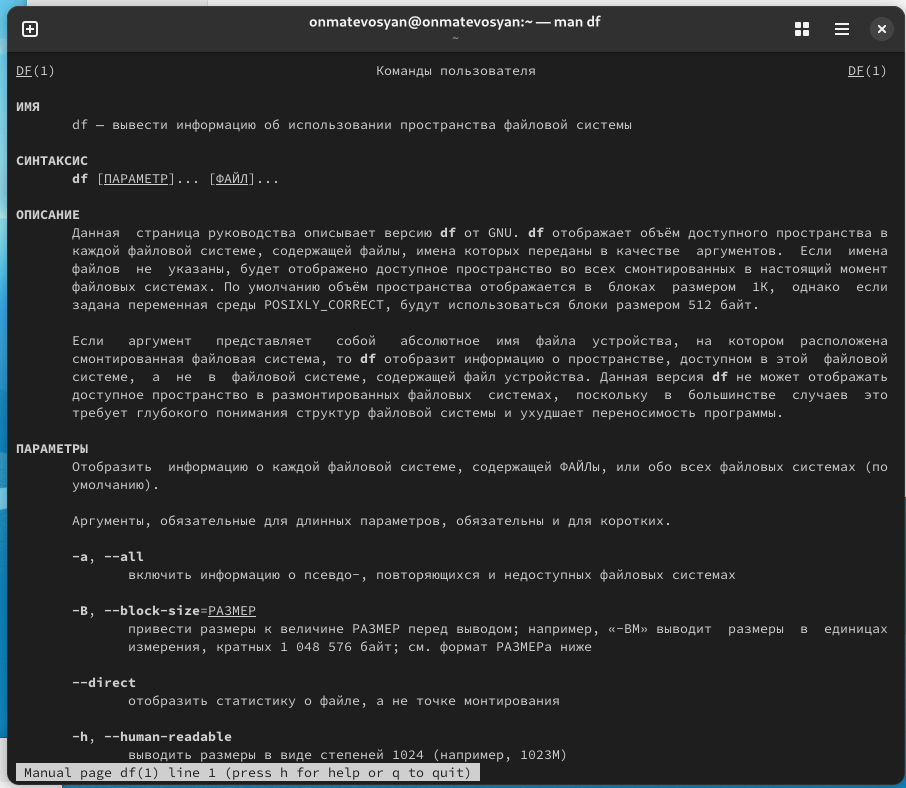 onmatevosyan@onmatevosyan:~ — man df
~
DF(1) Команды пользователя DF(1)
ИМЯ
df — вывести информацию об использовании пространства файловой системы
СИНТАКСИС
df [ПАРАМЕТР]... [ФАЙЛ]...
ОПИСАНИЕ
Данная страница руководства описывает версию df от GNU. df отображает объём доступного пространства в
каждой файловой системе, содержащей файлы, имена которых переданы в качестве аргументов. Если имена
файлов не указаны, будет отображено доступное пространство во всех смонтированных в настоящий момент
файловых системах. По умолчанию объём пространства отображается в блоках размером 1K, однако если
задана переменная среды POSIXLY_CORRECT, будут использоваться блоки размером 512 байт.
Если аргумент представляет собой абсолютное имя файла устройства, на котором расположена
смонтированная файловая система, то df отобразит информацию о пространстве, доступном в этой файловой
системе, а не в файловой системе, содержащей файл устройства. Данная версия df не может отображать
доступное пространство в размонтированных файловых системах, поскольку в большинстве случаев это
требует глубокого понимания структур файловой системы и ухудшает переносимость программы.
ПАРАМЕТРЫ
Отобразить информацию о каждой файловой системе, содержащей ФАЙЛы, или обо всех файловых системах (по
умолчанию).
Аргументы, обязательные для длинных параметров, обязательны и для коротких.
-a, --all
включить информацию о псевдо-, повторяющихся и недоступных файловых системах
-B, --block-size=РАЗМЕР
привести размеры к величине РАЗМЕР перед выводом; например, «-BM» выводит размеры в единицах
измерения, кратных 1 048 576 байт; см. формат РАЗМЕРа ниже
--direct
отобразить статистику о файле, а не точке монтирования
-h, --human-readable
выводить размеры в виде степеней 1024 (например, 1023M)
Manual page df(1) line 1 (press h for help or q to quit)